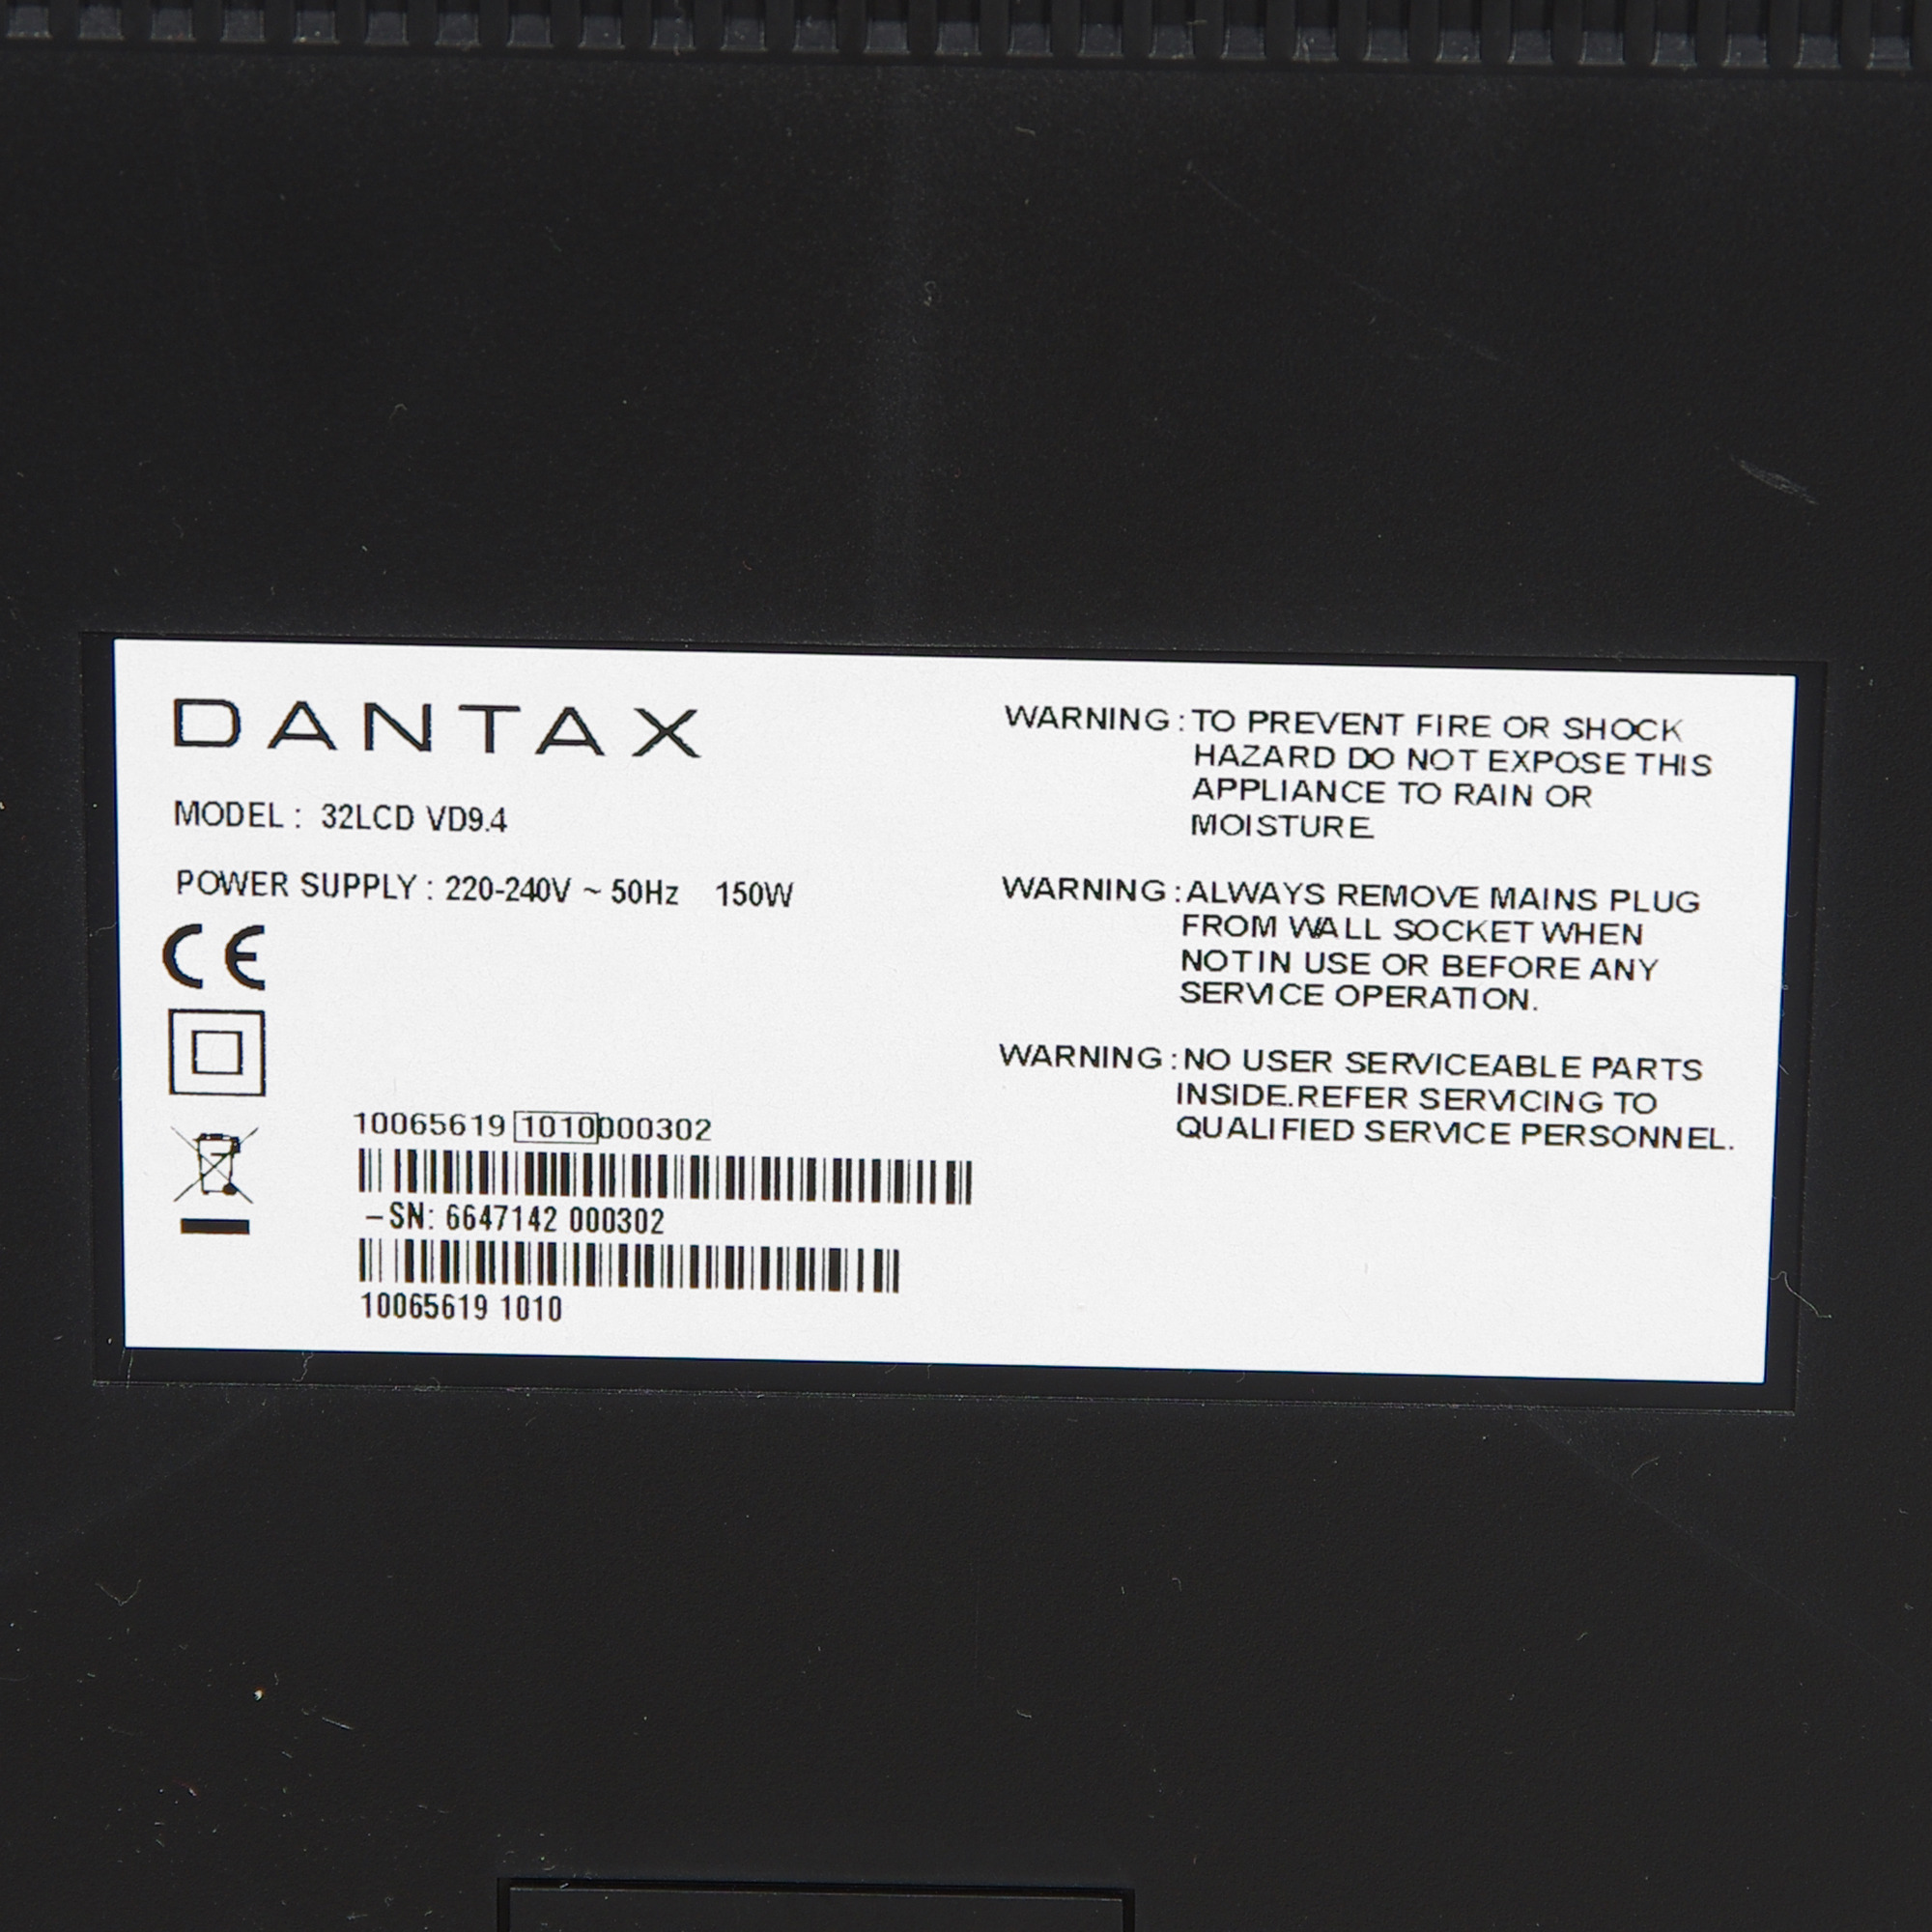 DANTAX
MODEL : 32LCD VD9.4
POWER SUPPLY : 220-240V ~ 50Hz 150W
CE
10065619 1010000302
–SN: 6647142 000302
10065619 1010
WARNING : TO PREVENT FIRE OR SHOCK
HAZARD DO NOT EXPOSE THIS
APPLIANCE TO RAIN OR
MOISTURE
WARNING : ALWAYS REMOVE MAINS PLUG
FROM WALL SOCKET WHEN
NOT IN USE OR BEFORE ANY
SERVICE OPERATION.
WARNING : NO USER SERVICEABLE PARTS
INSIDE.REFER SERVICING TO
QUALIFIED SERVICE PERSONNEL.